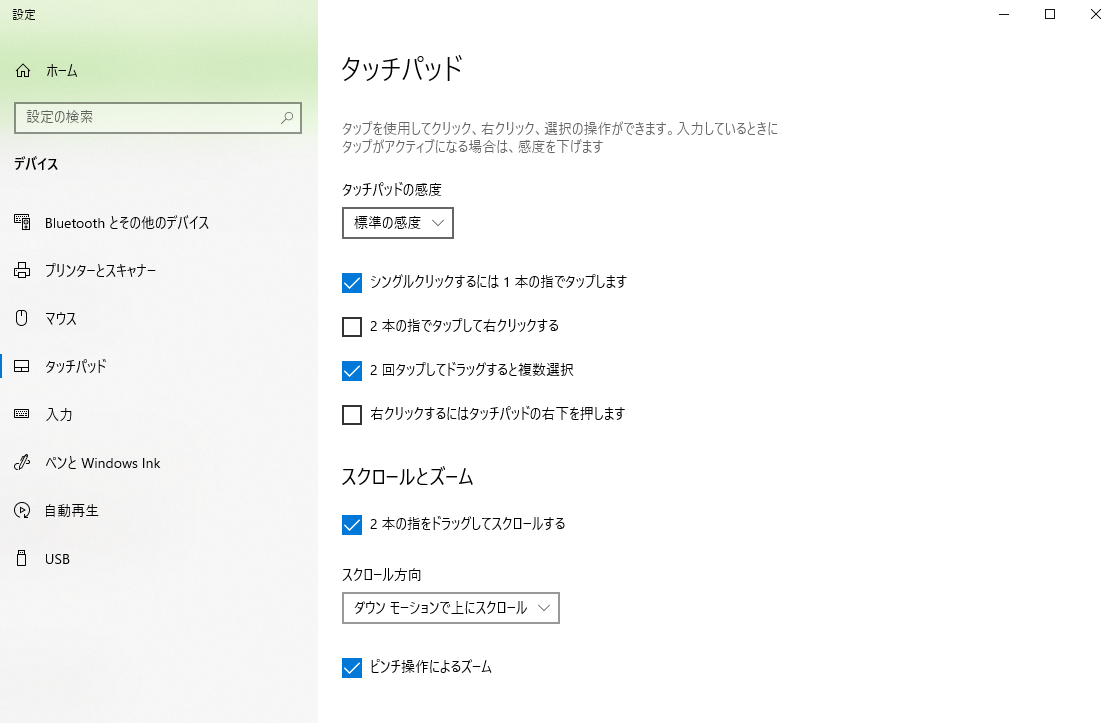 設定
ホーム
設定の検索
デバイス
Bluetooth とその他のデバイス
プリンターとスキャナー
マウス
タッチパッド
入力
ペンと Windows Ink
自動再生
USB
タッチパッド
タップを使用してクリック、右クリック、選択の操作ができます。入力しているときに
タップがアクティブになる場合は、感度を下げます
タッチパッドの感度
標準の感度
シングルクリックするには 1 本の指でタップします
2 本の指でタップして右クリックする
2 回タップしてドラッグすると複数選択
右クリックするにはタッチパッドの右下を押します
スクロールとズーム
2 本の指をドラッグしてスクロールする
スクロール方向
ダウン モーションで上にスクロール
ピンチ操作によるズーム